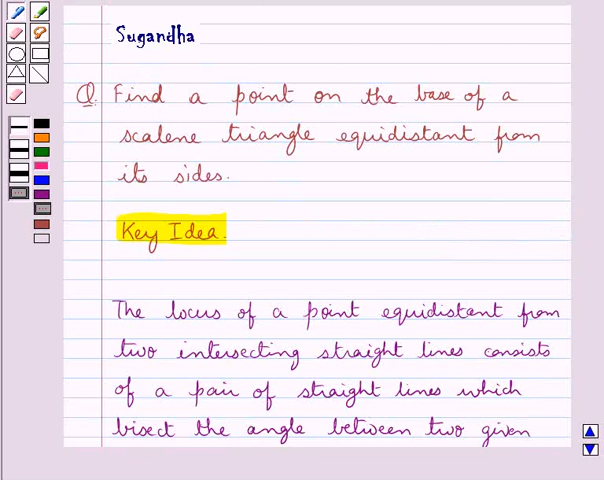 Sugandha
Q. Find a point on the base of a
scalene triangle equidistant from
its sides.
Key Idea.
The locus of a point equidistant from
two intersecting straight lines consists
of a pair of straight lines which
bisect the angle between two given